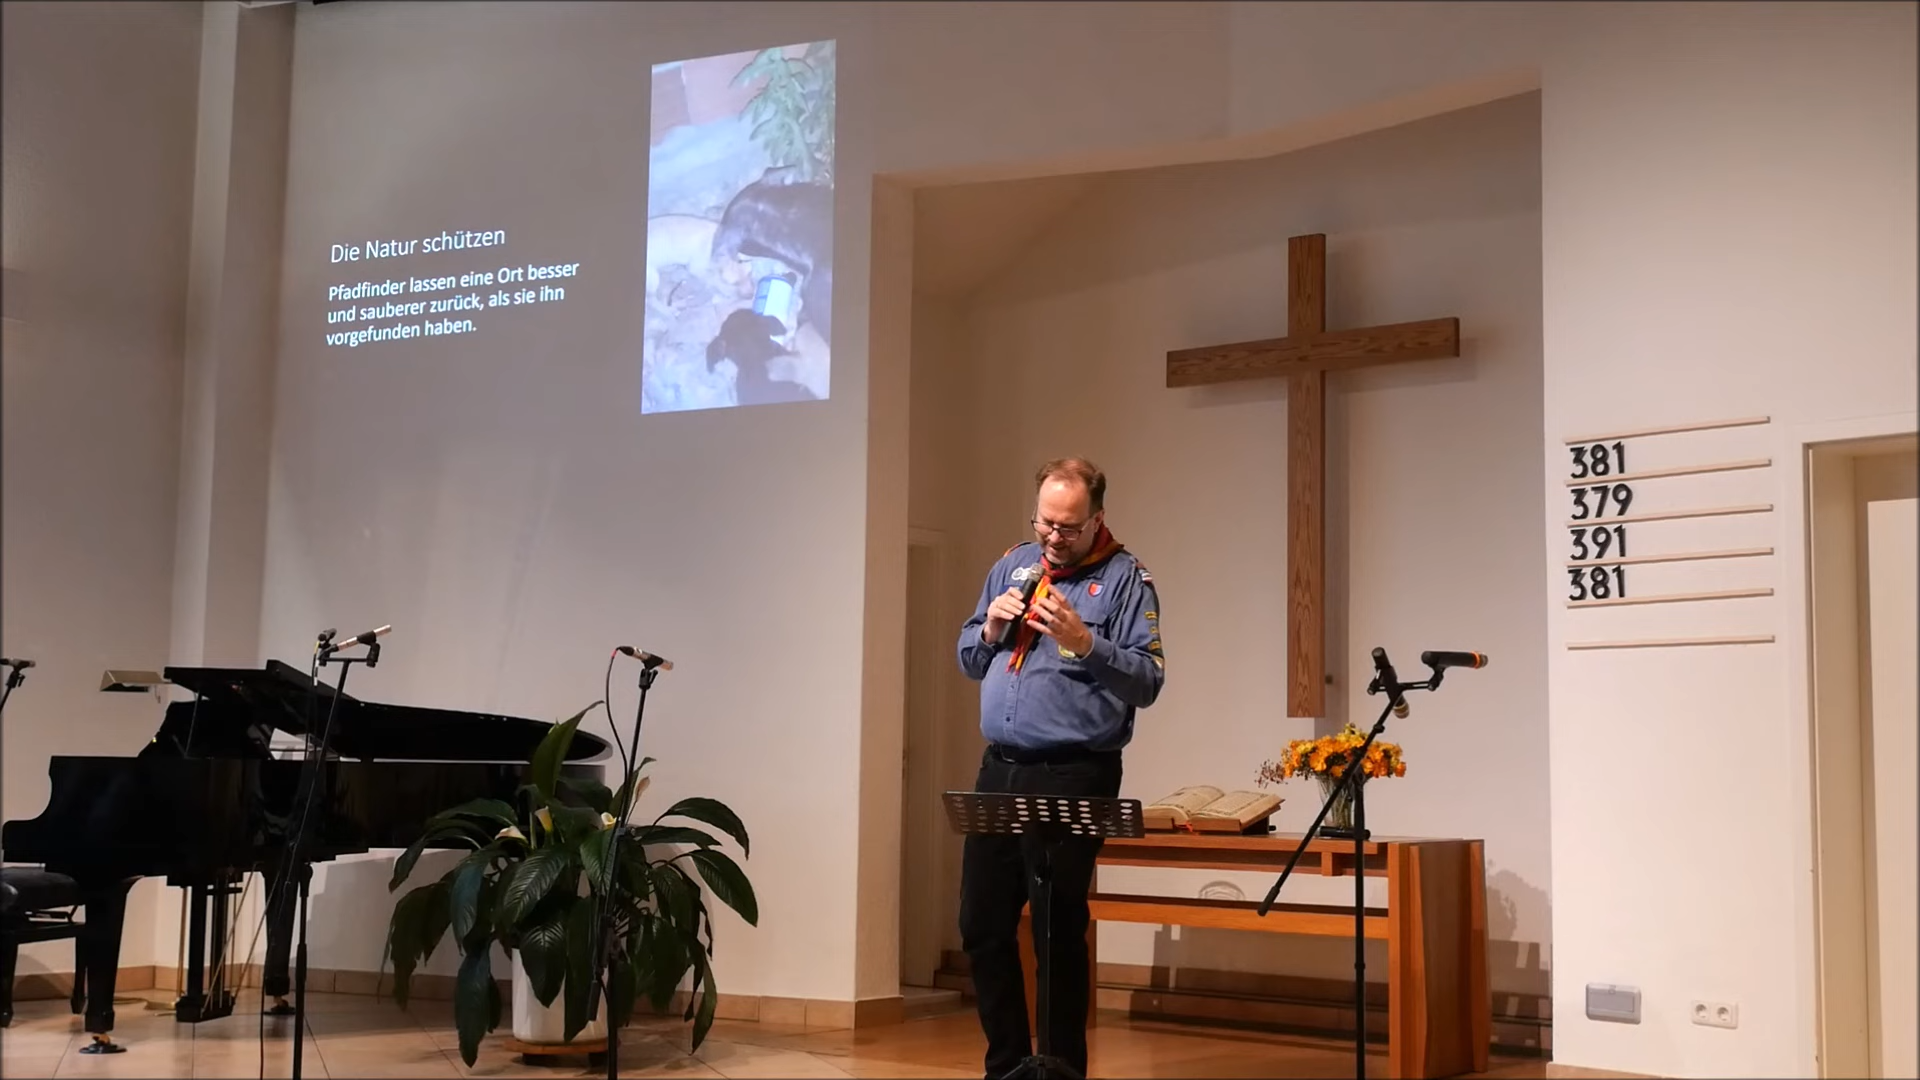 Die Natur schützen
Pfadfinder lassen eine Ort besser
und sauberer zurück, als sie ihn
vorgefunden haben.
381
379
391
381